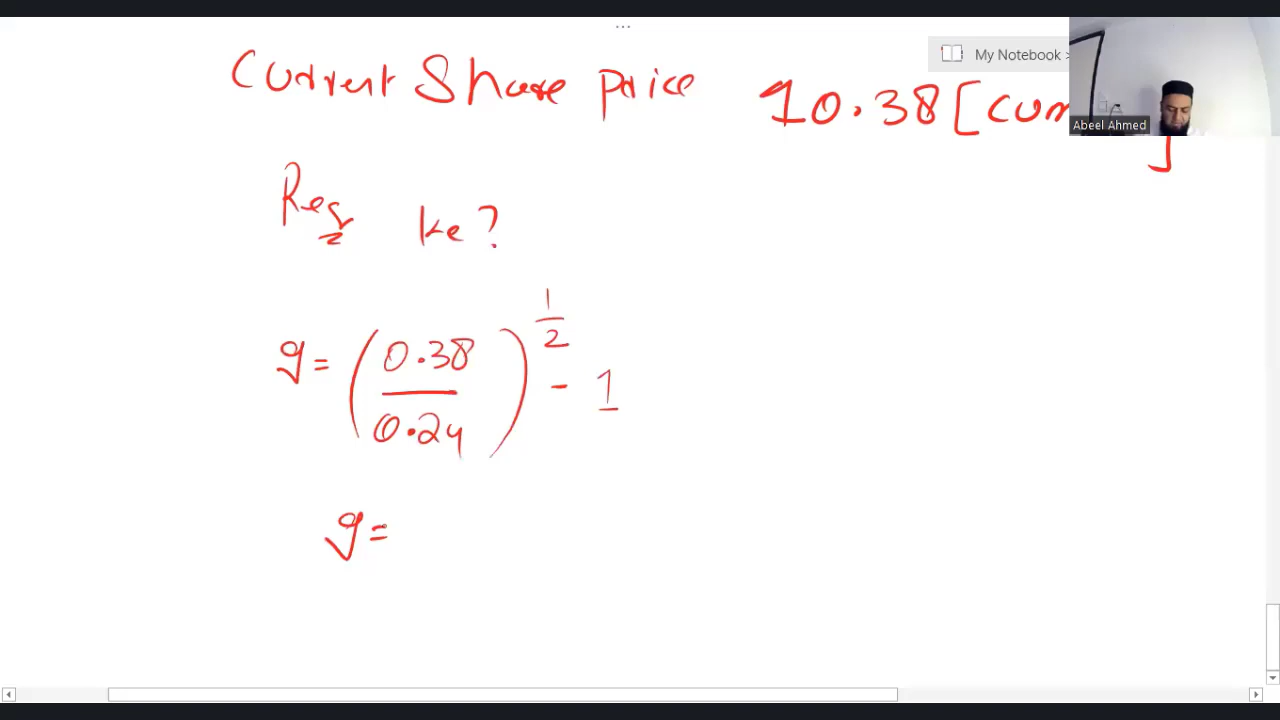 My Notebook >
Current Share price 10.38 [cum
]
Abeel Ahmed
Req ke?
g = (0.38/0.24)^1/2 - 1
g =